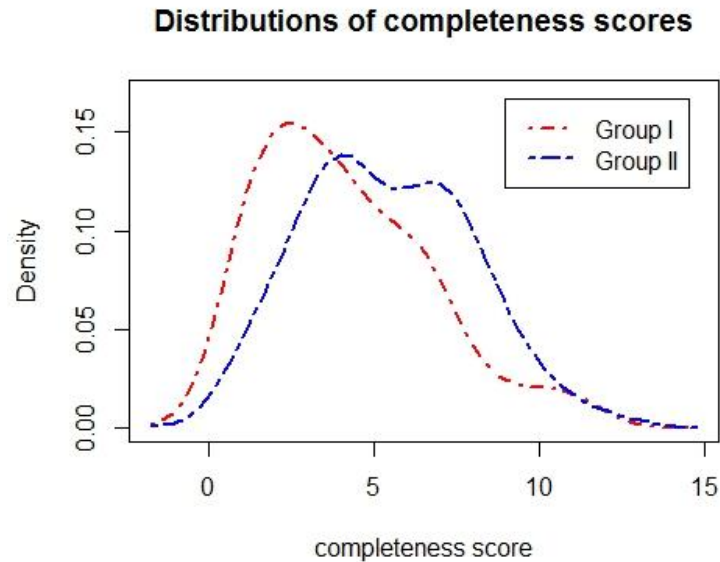 Distributions of completeness scores
Group I
Group II
Density
0.15
0.10
0.05
0.00
0 5 10 15
completeness score